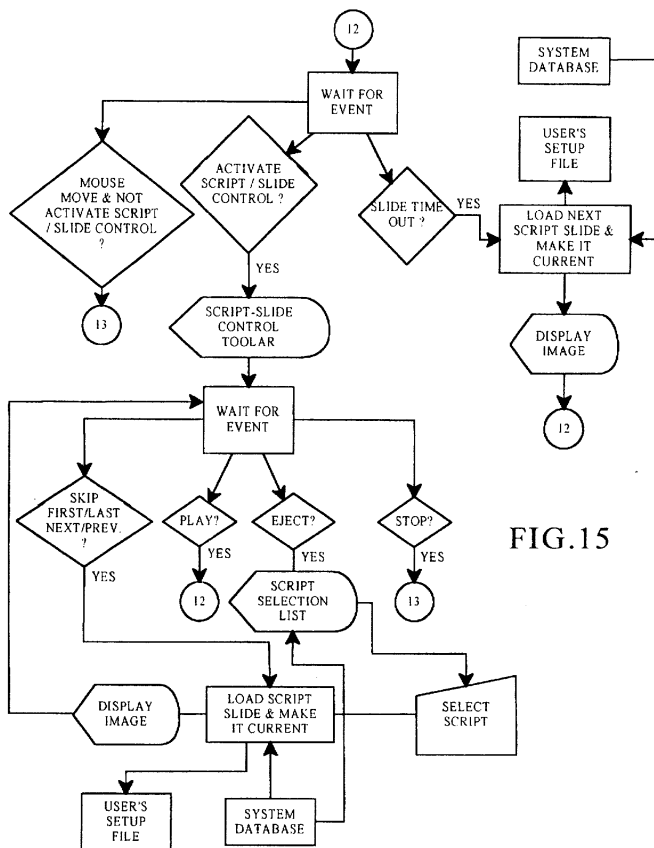 12
WAIT FOR
EVENT
SYSTEM
DATABASE
MOUSE
MOVE & NOT
ACTIVATE SCRIPT
/ SLIDE CONTROL
?
ACTIVATE
SCRIPT / SLIDE
CONTROL ?
SLIDE TIME
OUT ?
YES
USER'S
SETUP
FILE
LOAD NEXT
SCRIPT SLIDE &
MAKE IT
CURRENT
YES
13
SCRIPT-SLIDE
CONTROL
TOOLAR
DISPLAY
IMAGE
12
WAIT FOR
EVENT
SKIP
FIRST/LAST
NEXT/PREV.
?
PLAY?
EJECT?
STOP?
YES
YES
YES
YES
12
13
SCRIPT
SELECTION
LIST
FIG.15
DISPLAY
IMAGE
LOAD SCRIPT
SLIDE & MAKE
IT CURRENT
SELECT
SCRIPT
USER'S
SETUP
FILE
SYSTEM
DATABASE